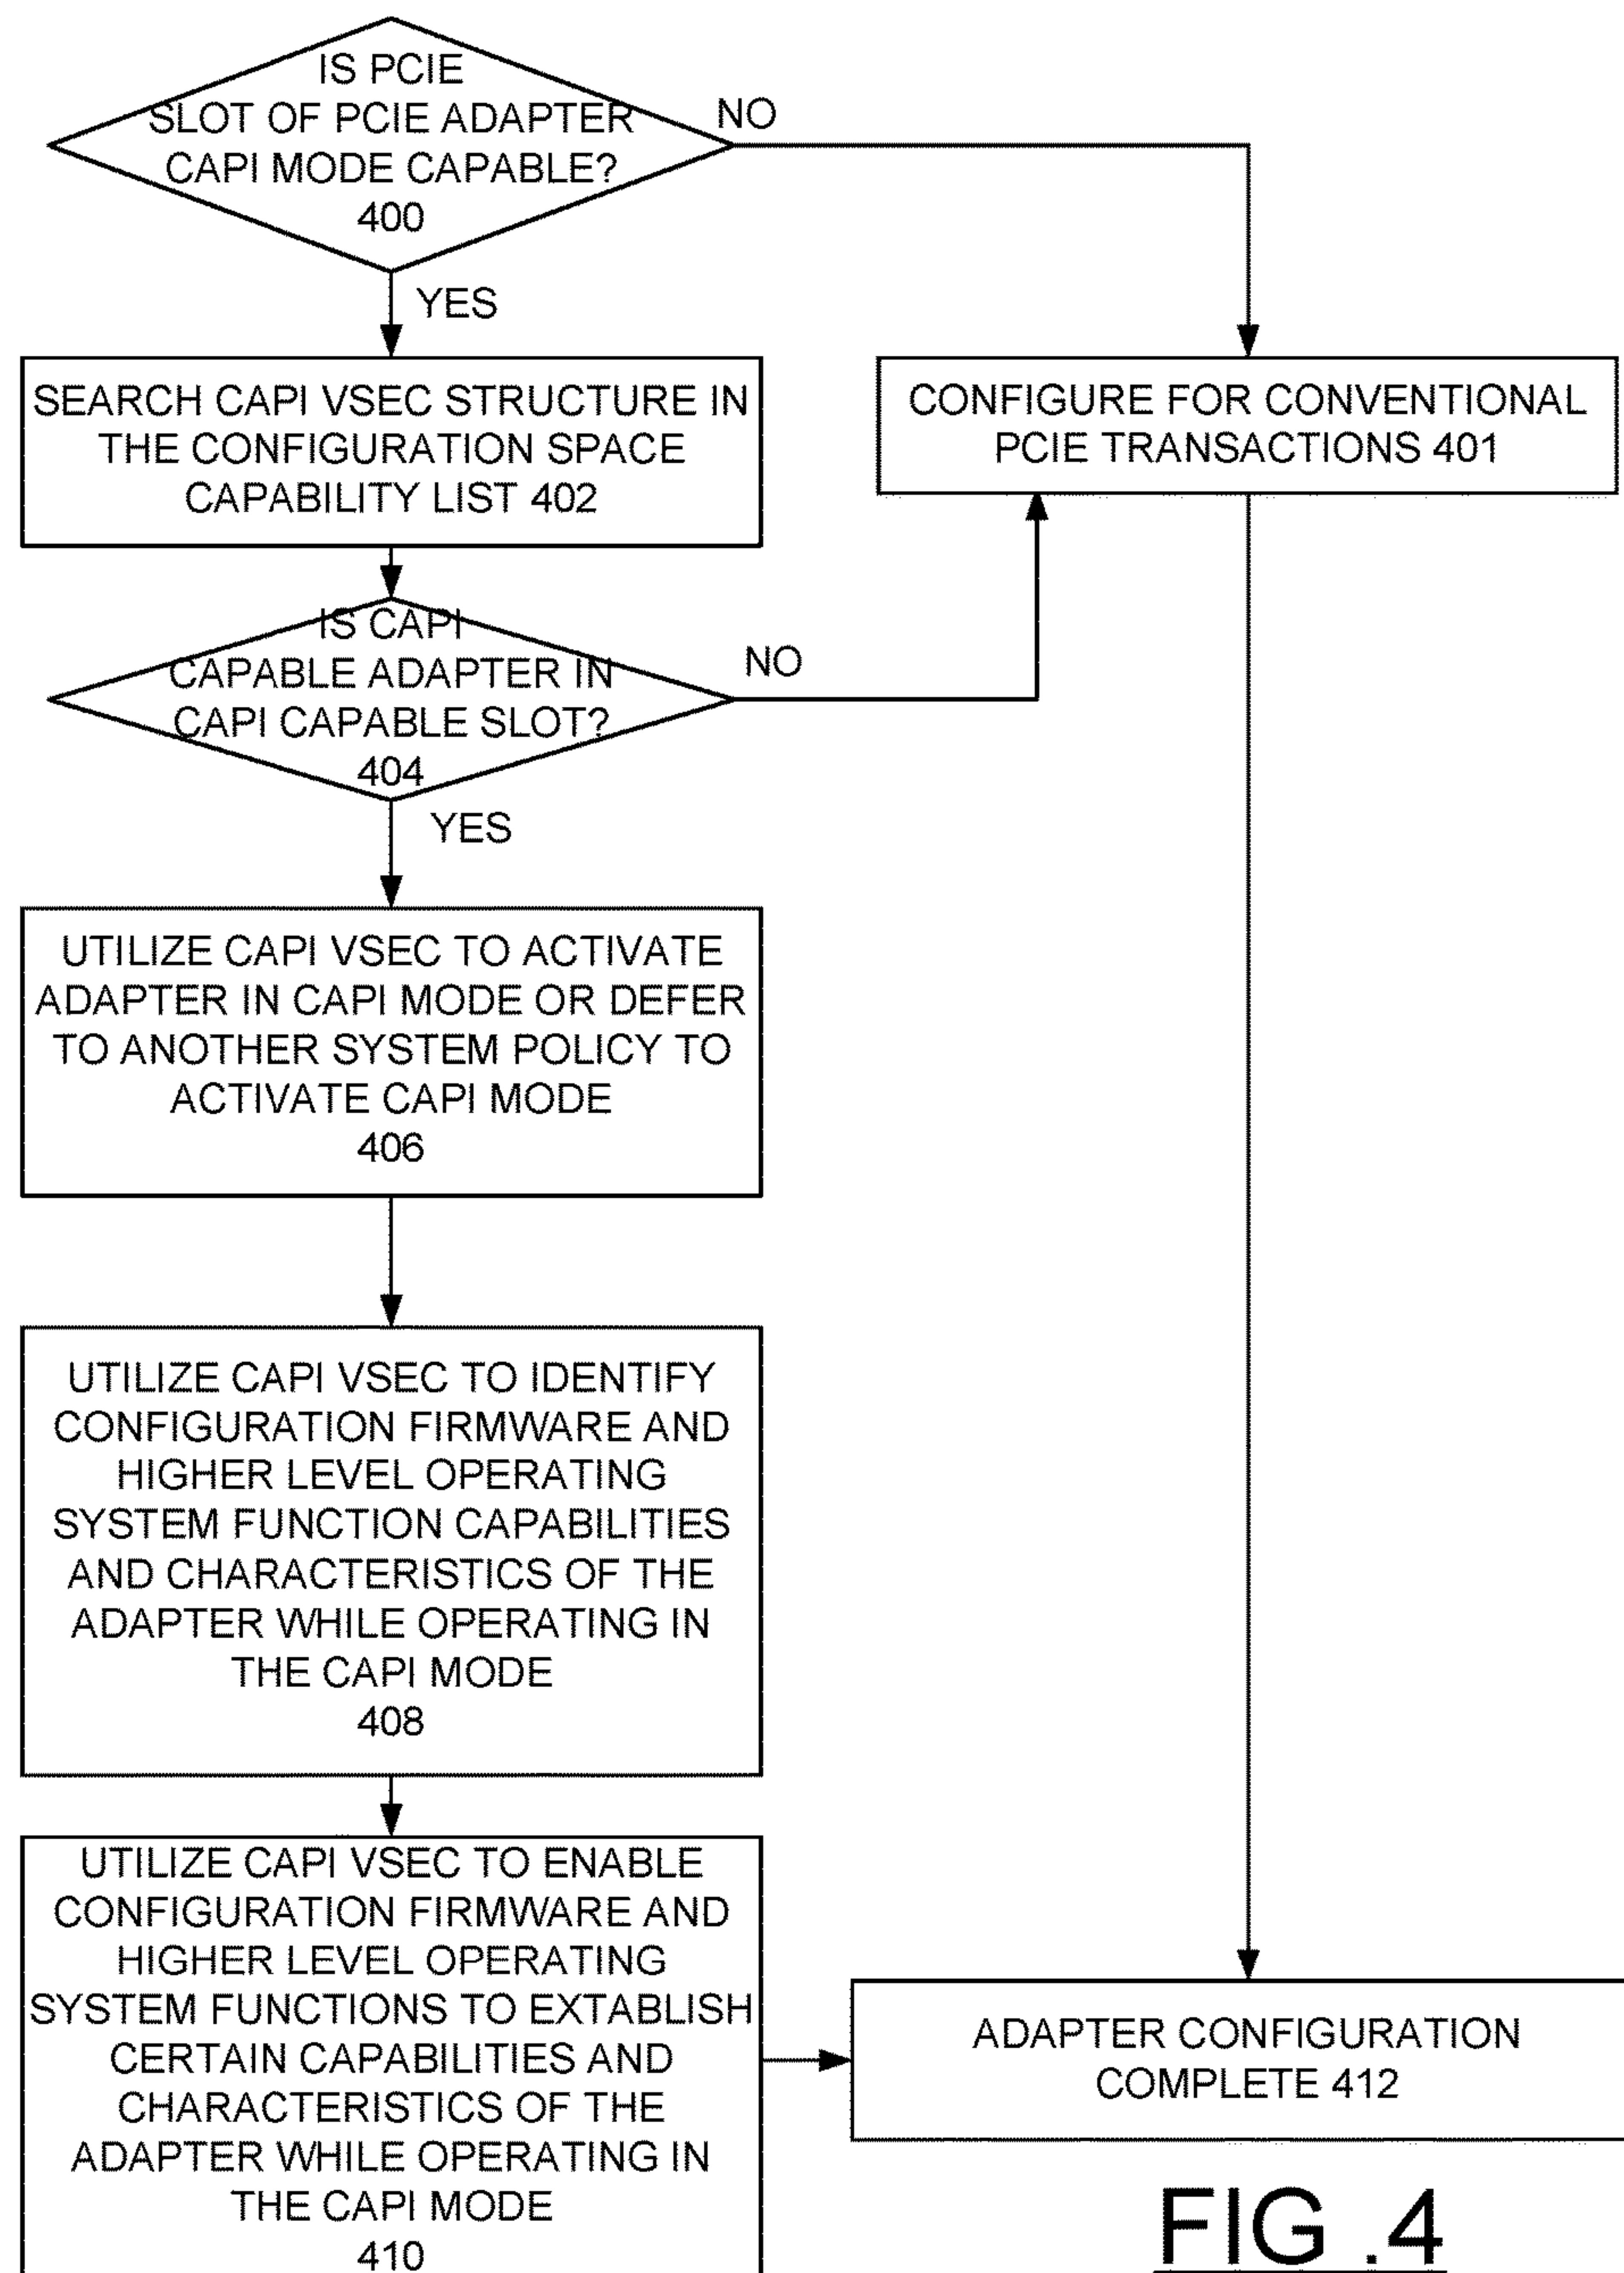 IS PCIE
SLOT OF PCIE ADAPTER
CAPI MODE CAPABLE?
400
NO
YES
SEARCH CAPI VSEC STRUCTURE IN
THE CONFIGURATION SPACE
CAPABILITY LIST 402
CONFIGURE FOR CONVENTIONAL
PCIE TRANSACTIONS 401
IS CAPI
CAPABLE ADAPTER IN
CAPI CAPABLE SLOT?
404
NO
YES
UTILIZE CAPI VSEC TO ACTIVATE
ADAPTER IN CAPI MODE OR DEFER
TO ANOTHER SYSTEM POLICY TO
ACTIVATE CAPI MODE
406
UTILIZE CAPI VSEC TO IDENTIFY
CONFIGURATION FIRMWARE AND
HIGHER LEVEL OPERATING
SYSTEM FUNCTION CAPABILITIES
AND CHARACTERISTICS OF THE
ADAPTER WHILE OPERATING IN
THE CAPI MODE
408
UTILIZE CAPI VSEC TO ENABLE
CONFIGURATION FIRMWARE AND
HIGHER LEVEL OPERATING
SYSTEM FUNCTIONS TO EXTABLISH
CERTAIN CAPABILITIES AND
CHARACTERISTICS OF THE
ADAPTER WHILE OPERATING IN
THE CAPI MODE
410
ADAPTER CONFIGURATION
COMPLETE 412
FIG .4